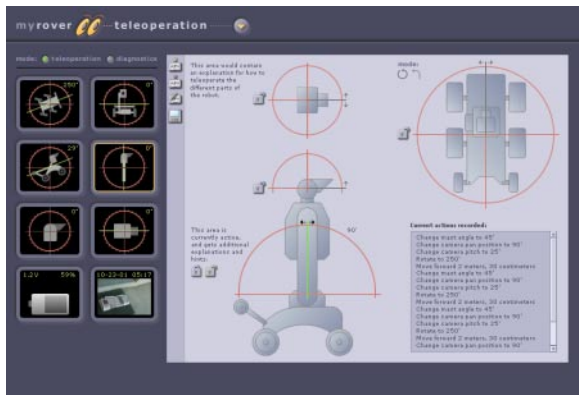 myrover teleoperation
mode: teleoperation diagnostics
250°
0°
29°
0°
0°
0°
1.2V 59%
10-23-01 05:17
This area would contain
an explanation for how to
teleoperate the
different parts of
the robot.
mode:
This area is
currently active,
and gets additional
explanations and
hints.
90°
Current actions recorded:
Change mast angle to 45°
Change camera pan position to 90°
Change camera pitch to 25°
Rotate to 250°
Move forward 2 meters, 30 centimeters
Change mast angle to 45°
Change camera pan position to 90°
Change camera pitch to 25°
Rotate to 250°
Move forward 2 meters, 30 centimeters
Change mast angle to 45°
Change camera pan position to 90°
Change camera pitch to 25°
Rotate to 250°
Move forward 2 meters, 30 centimeters
Change camera pan position to 90°